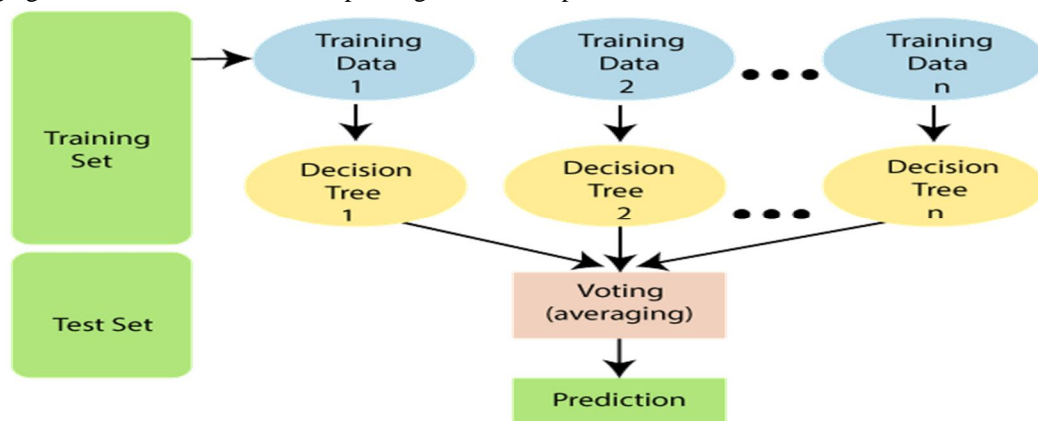 Training
Set
Test Set
Training
Data
1
Training
Data
2
Training
Data
n
Decision
Tree
1
Decision
Tree
2
Decision
Tree
n
Voting
(averaging)
Prediction